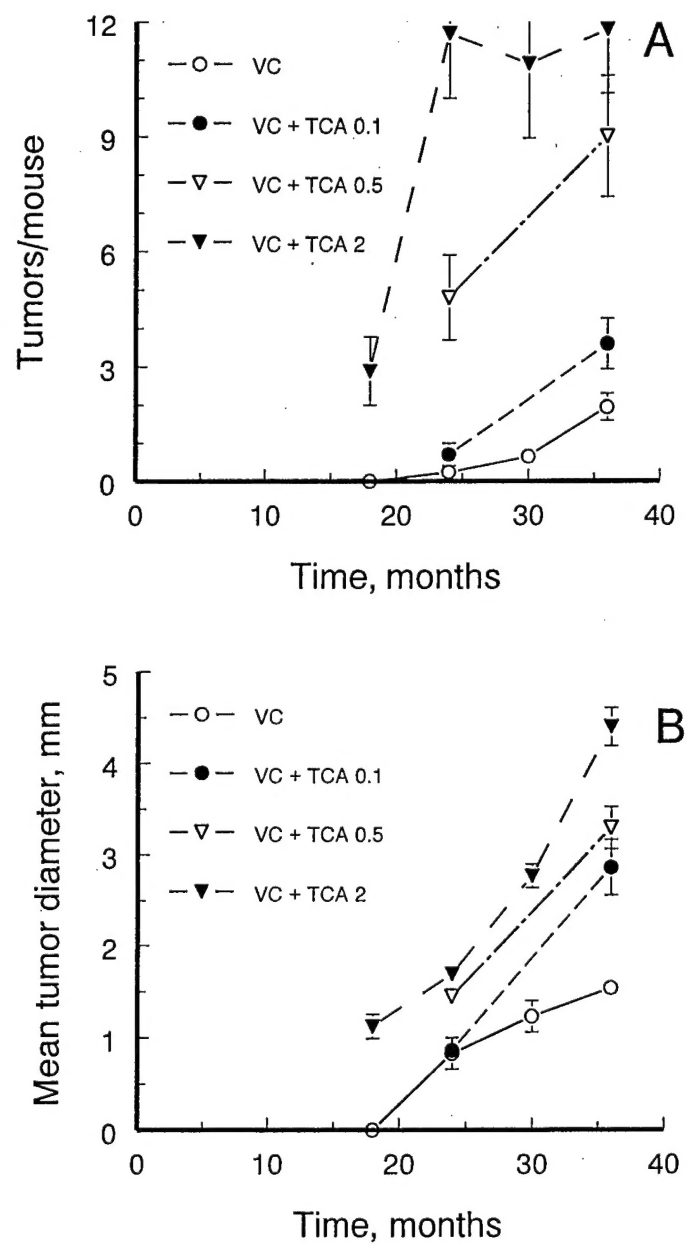 A
VC
VC + TCA 0.1
VC + TCA 0.5
VC + TCA 2
Tumors/mouse
12
9
6
3
0
0 10 20 30 40
Time, months
B
VC
VC + TCA 0.1
VC + TCA 0.5
VC + TCA 2
Mean tumor diameter, mm
5
4
3
2
1
0
0 10 20 30 40
Time, months